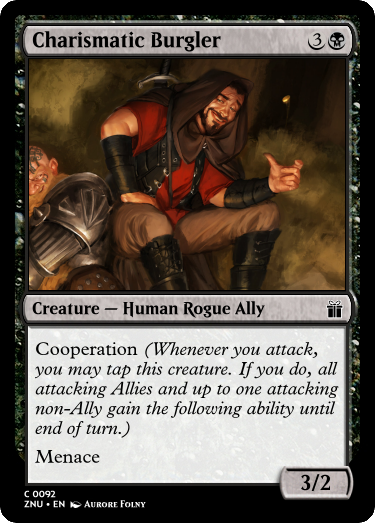 Charismatic Burgler 3
Creature — Human Rogue Ally
Cooperation (Whenever you attack,
you may tap this creature. If you do, all
attacking Allies and up to one attacking
non-Ally gain the following ability until
end of turn.)
Menace
3/2
C 0092
ZNU • EN Aurore Folny